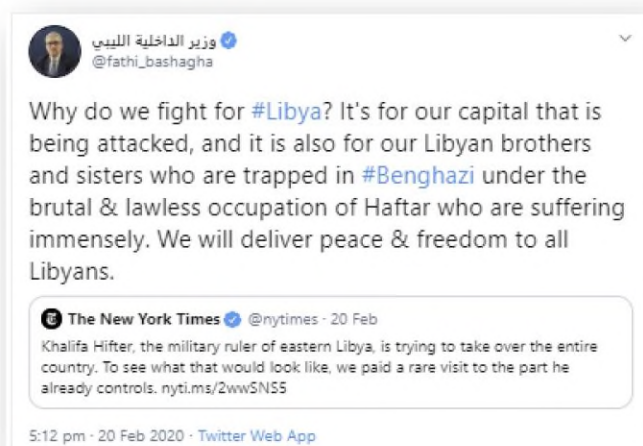 وزير الداخلية الليبي
@fathi_bashagha
Why do we fight for #Libya? It's for our capital that is
being attacked, and it is also for our Libyan brothers
and sisters who are trapped in #Benghazi under the
brutal & lawless occupation of Haftar who are suffering
immensely. We will deliver peace & freedom to all
Libyans.
The New York Times @nytimes · 20 Feb
Khalifa Hifter, the military ruler of eastern Libya, is trying to take over the entire
country. To see what that would look like, we paid a rare visit to the part he
already controls. nyti.ms/2wwSNS5
5:12 pm · 20 Feb 2020 · Twitter Web App